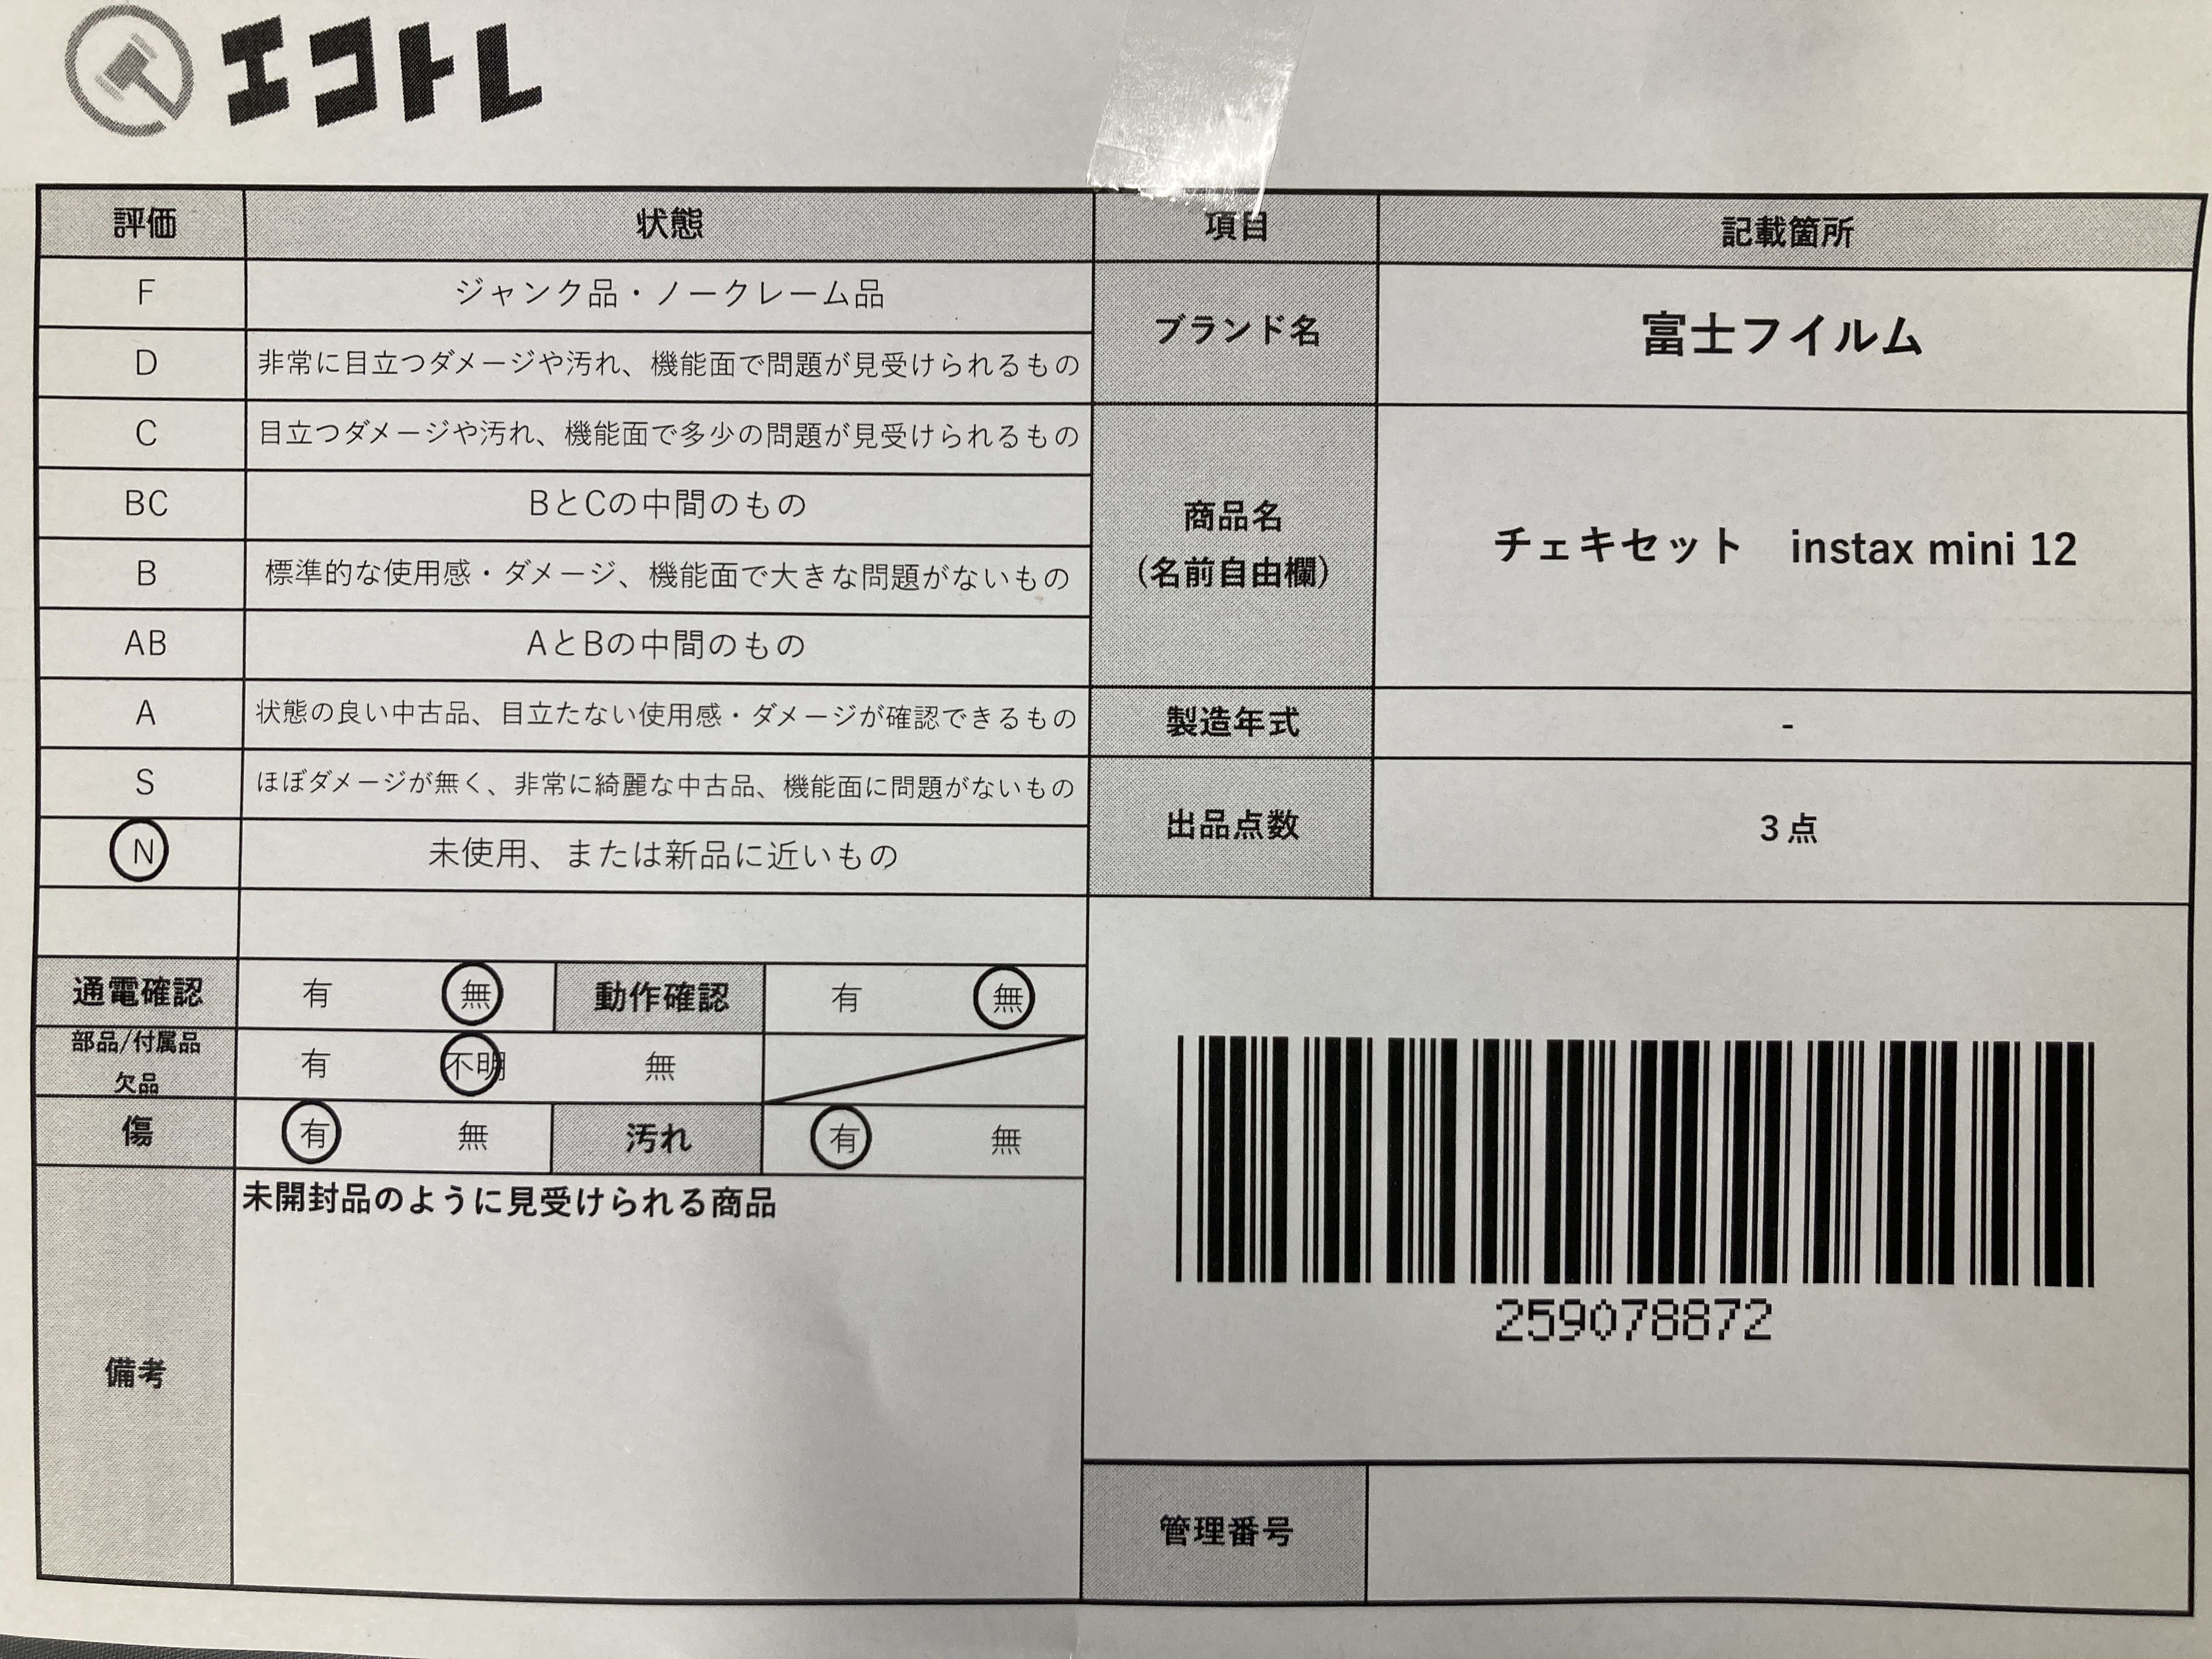 エコトレ
評価 状態 項目 記載箇所
F ジャンク品・ノークレーム品
D 非常に目立つダメージや汚れ、機能面で問題が見受けられるもの
ブランド名 富士フイルム
C 目立つダメージや汚れ、機能面で多少の問題が見受けられるもの
BC BとCの中間のもの
B 標準的な使用感・ダメージ、機能面で大きな問題がないもの
商品名
(名前自由欄)
チェキセット instax mini 12
AB AとBの中間のもの
A 状態の良い中古品、目立たない使用感・ダメージが確認できるもの
製造年式 -
S ほぼダメージが無く、非常に綺麗な中古品、機能面に問題がないもの
N 未使用、または新品に近いもの
出品点数 3点
通電確認 有 無 動作確認 有 無
部品/付属品
欠品
有 不明 無
傷 有 無 汚れ 有 無
備考
未開封品のように見受けられる商品
259078872
管理番号